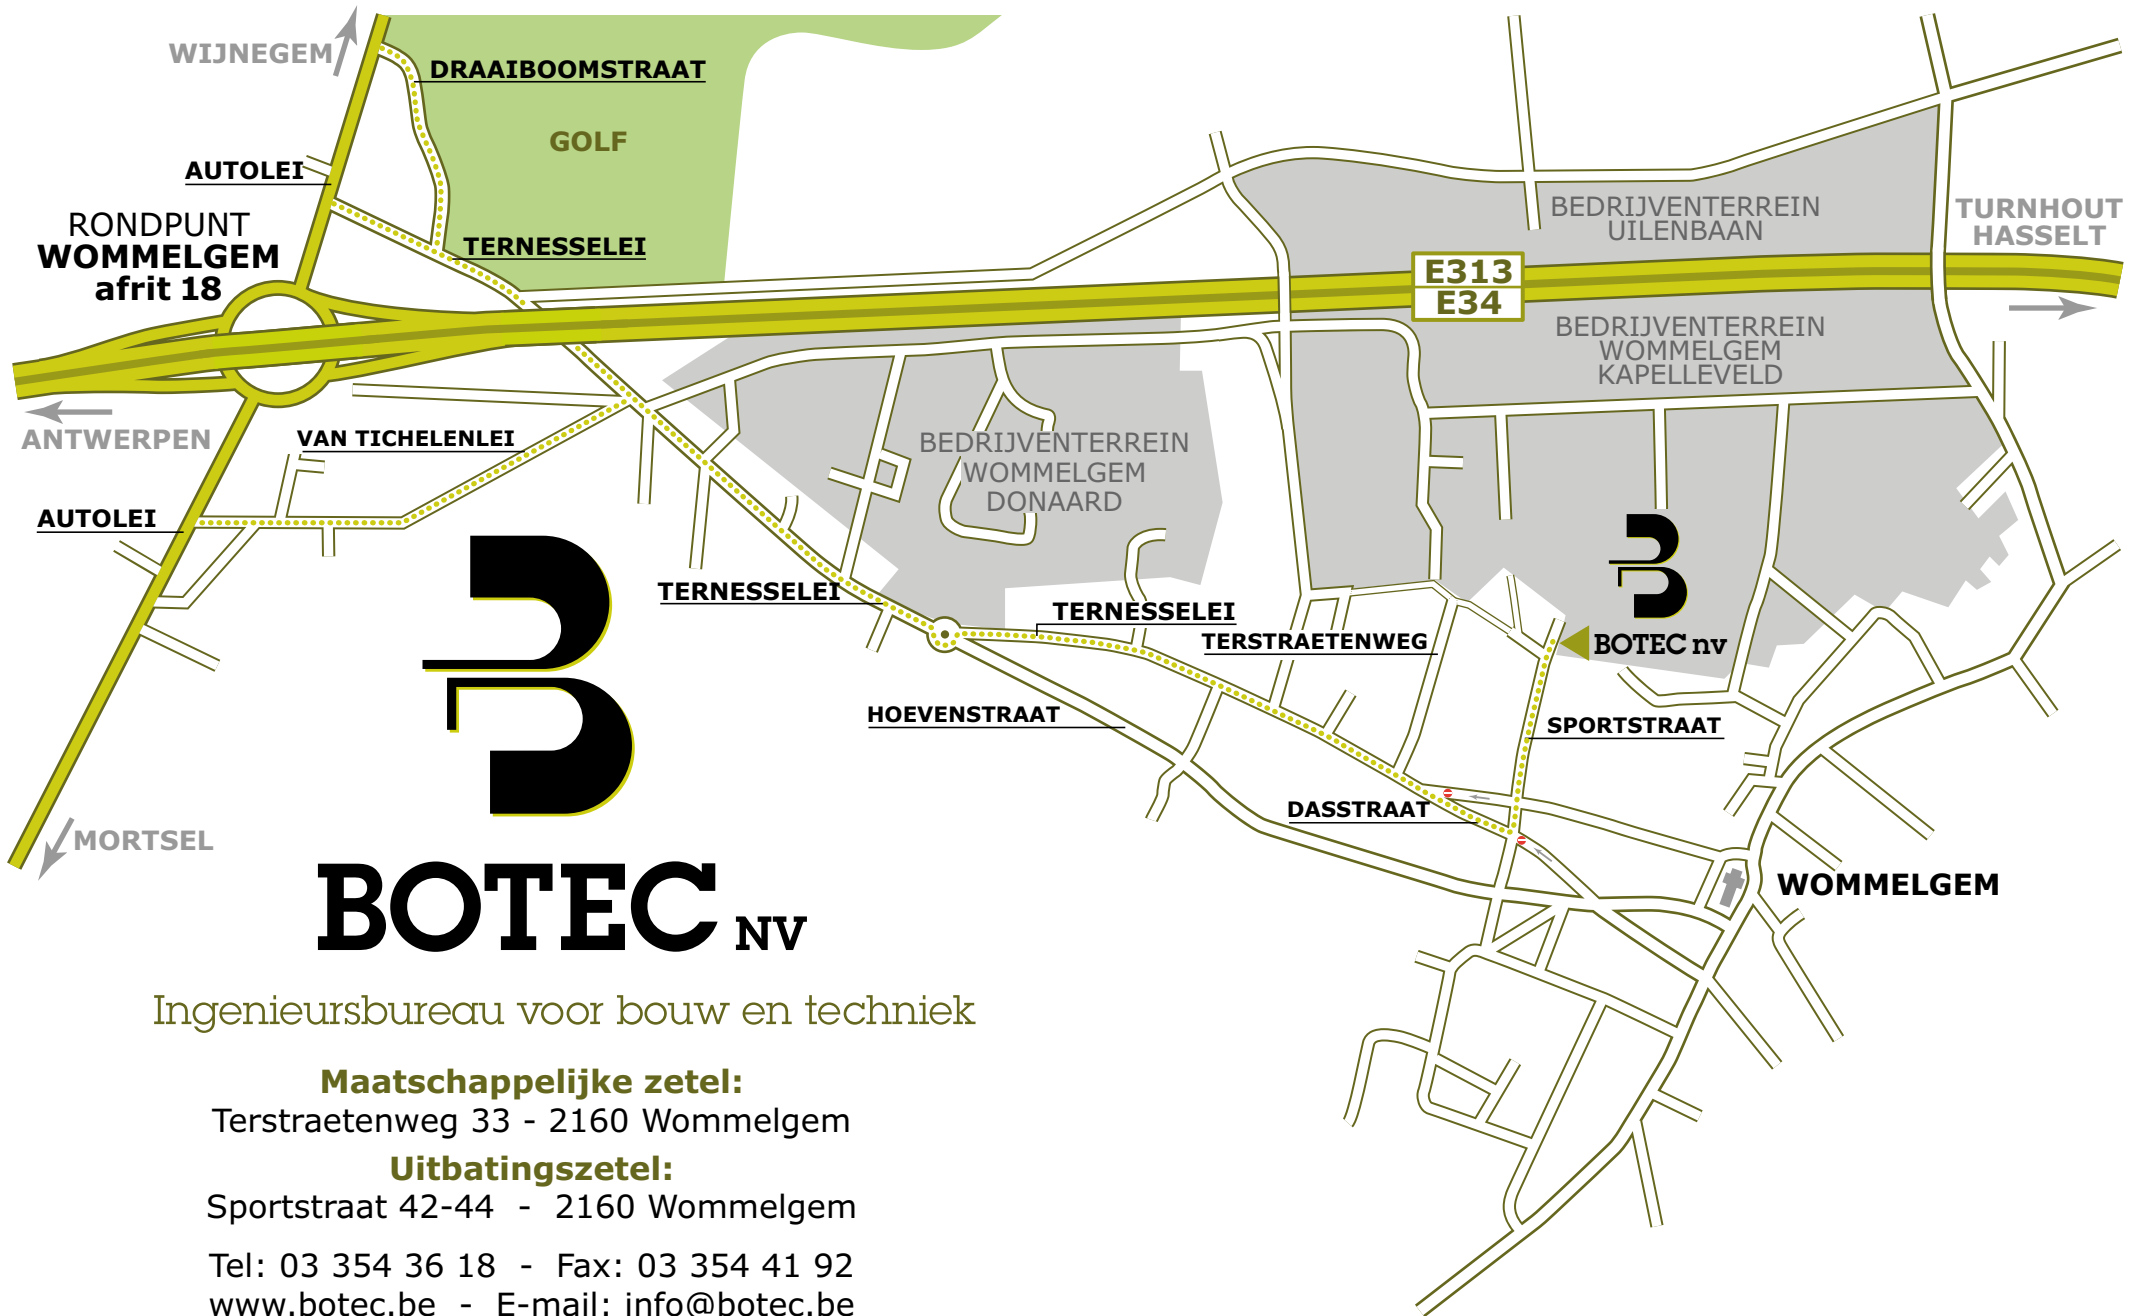 WIJNEGEM
DRAAIBOOMSTRAAT
GOLF
AUTOLEI
RONDPUNT
WOMMELGEM
afrit 18
TERNESSELEI
BEDRIJVENTERREIN
UILENBAAN
TURNHOUT
HASSELT
E313
E34
BEDRIJVENTERREIN
WOMMELGEM
KAPELLEVELD
ANTWERPEN
VAN TICHELENLEI
BEDRIJVENTERREIN
WOMMELGEM
DONAARD
AUTOLEI
TERNESSELEI
TERNESSELEI
TERSTRAETENWEG
BOTEC nv
HOEVENSTRAAT
SPORTSTRAAT
DASSTRAAT
MORTSEL
WOMMELGEM
BOTEC NV
Ingenieursbureau voor bouw en techniek
Maatschappelijke zetel:
Terstraetenweg 33 - 2160 Wommelgem
Uitbatingszetel:
Sportstraat 42-44 - 2160 Wommelgem
Tel: 03 354 36 18 - Fax: 03 354 41 92
www.botec.be - E-mail: info@botec.be